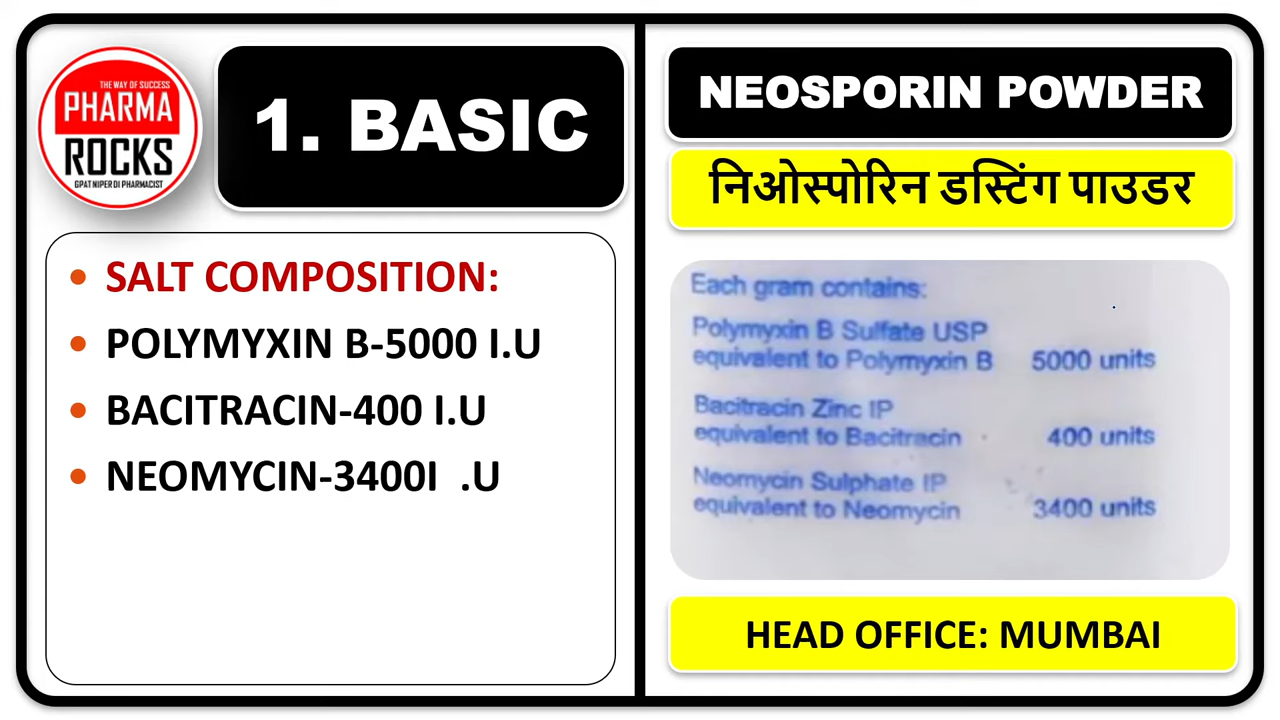 THE WAY OF SUCCESS
PHARMA
ROCKS
GPAT NIPER DI PHARMACIST
1. BASIC
• SALT COMPOSITION:
• POLYMYXIN B-5000 I.U
• BACITRACIN-400 I.U
• NEOMYCIN-3400I .U
NEOSPORIN POWDER
निओस्पोरिन डस्टिंग पाउडर
Each gram contains:
Polymyxin B Sulfate USP
equivalent to Polymyxin B 5000 units
Bacitracin Zinc IP
equivalent to Bacitracin 400 units
Neomycin Sulphate IP
equivalent to Neomycin 3400 units
HEAD OFFICE: MUMBAI